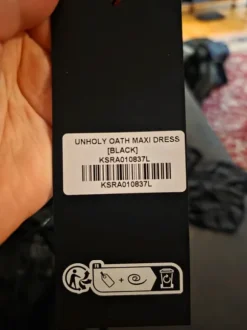 UNHOLY OATH MAXI DRESS
[BLACK]
KSRA010837L
KSRA010837L